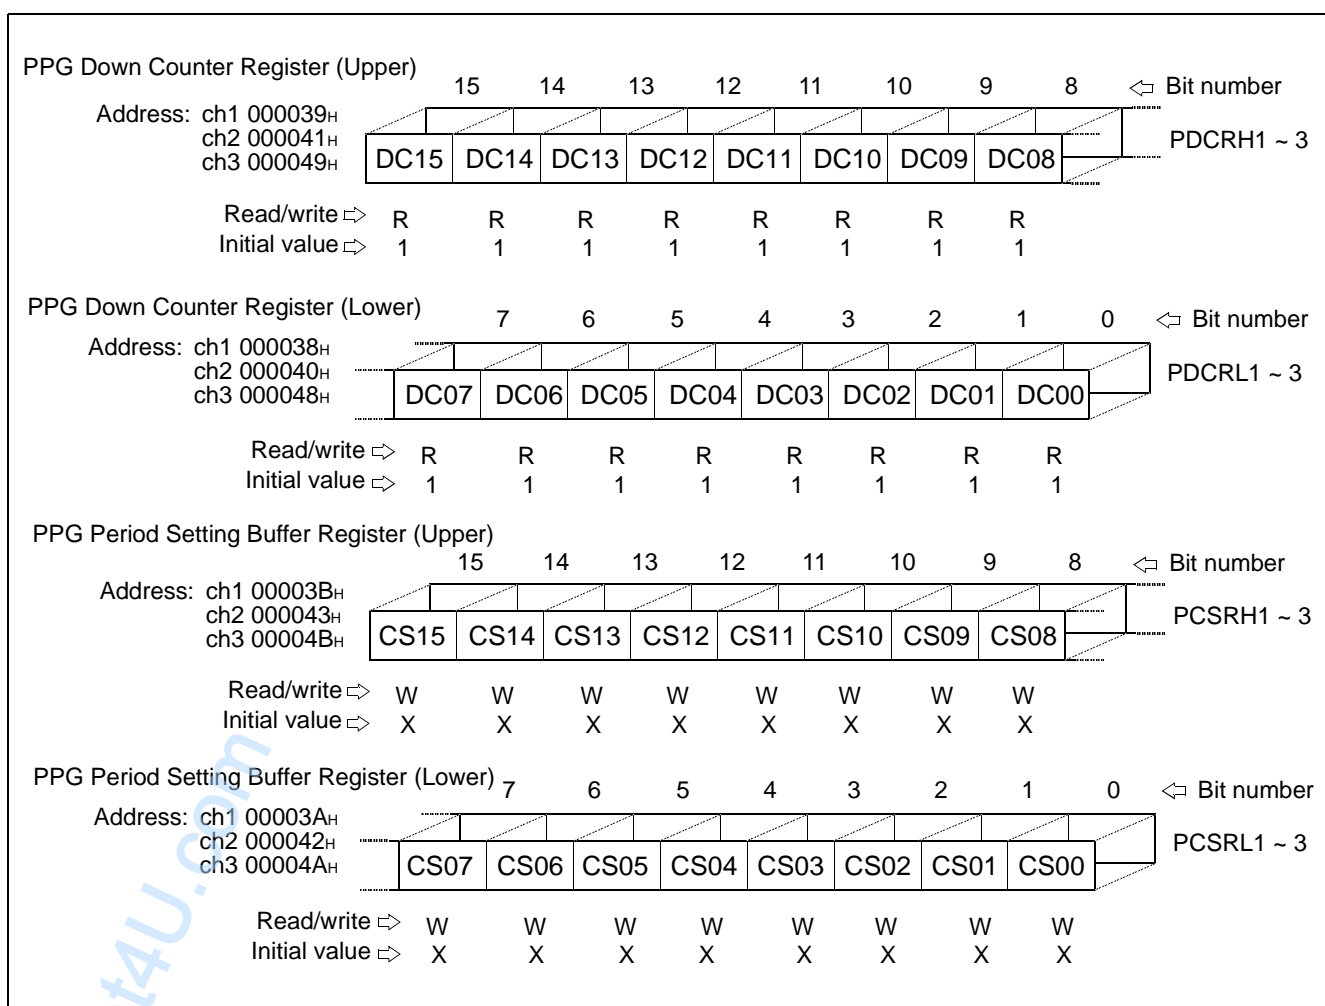 PPG Down Counter Register (Upper)
15 14 13 12 11 10 9 8 ⇦ Bit number
Address: ch1 000039H
ch2 000041H
ch3 000049H
DC15 DC14 DC13 DC12 DC11 DC10 DC09 DC08
PDCRH1 ~ 3
Read/write ⇨ R R R R R R R R
Initial value ⇨ 1 1 1 1 1 1 1 1
PPG Down Counter Register (Lower)
7 6 5 4 3 2 1 0 ⇦ Bit number
Address: ch1 000038H
ch2 000040H
ch3 000048H
DC07 DC06 DC05 DC04 DC03 DC02 DC01 DC00
PDCRL1 ~ 3
Read/write ⇨ R R R R R R R R
Initial value ⇨ 1 1 1 1 1 1 1 1
PPG Period Setting Buffer Register (Upper)
15 14 13 12 11 10 9 8 ⇦ Bit number
Address: ch1 00003BH
ch2 000043H
ch3 00004BH
CS15 CS14 CS13 CS12 CS11 CS10 CS09 CS08
PCSRH1 ~ 3
Read/write ⇨ W W W W W W W W
Initial value ⇨ X X X X X X X X
PPG Period Setting Buffer Register (Lower)
7 6 5 4 3 2 1 0 ⇦ Bit number
Address: ch1 00003AH
ch2 000042H
ch3 00004AH
CS07 CS06 CS05 CS04 CS03 CS02 CS01 CS00
PCSRL1 ~ 3
Read/write ⇨ W W W W W W W W
Initial value ⇨ X X X X X X X X
t4U.com